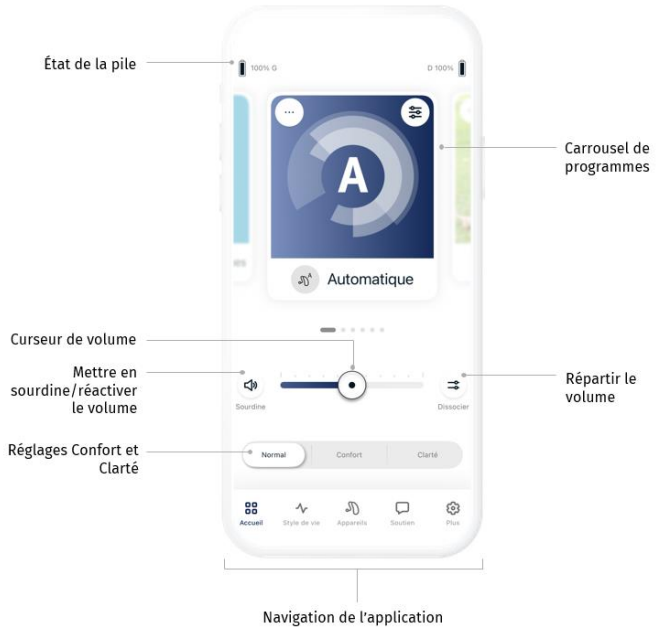 État de la pile
100% G
D 100%
A
Carrousel de
programmes
A
Automatique
Curseur de volume
Mettre en
sourdine/réactiver
le volume
Répartir le
volume
Sourdine
Dissocier
Réglages Confort et
Clarté
Normal
Confort
Clarté
Accueil
Style de vie
Appareils
Soutien
Plus
Navigation de l'application